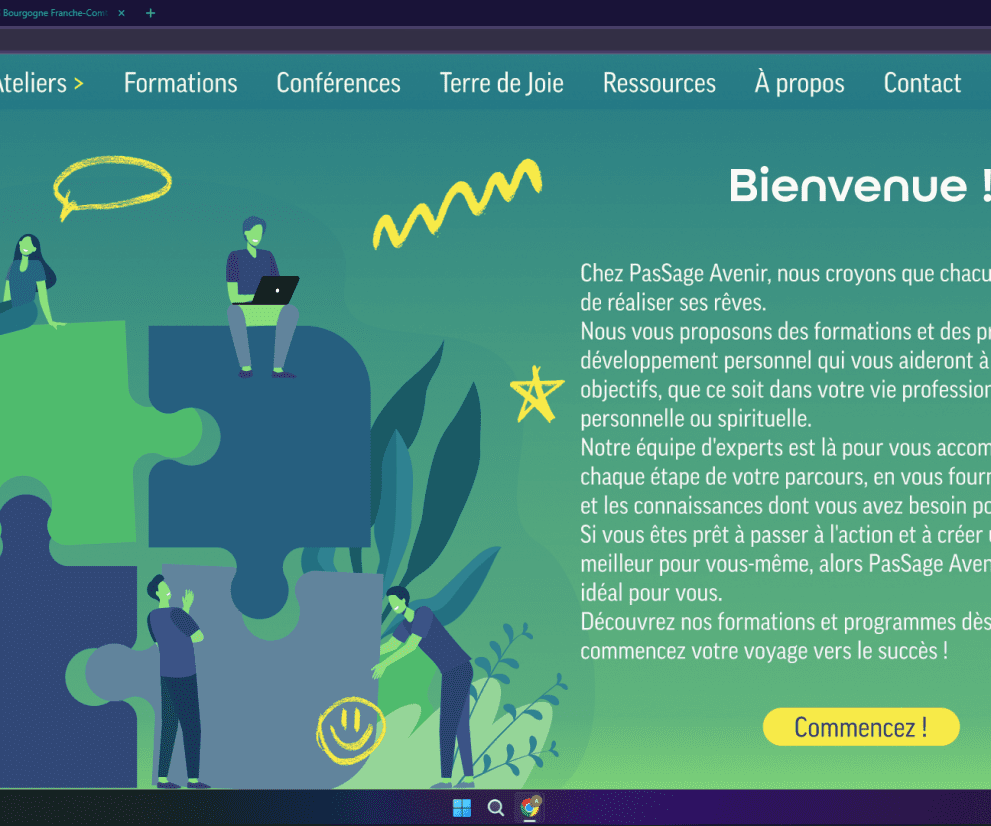 Bourgogne Franche-Com
Ateliers >
Formations
Conférences
Terre de Joie
Ressources
À propos
Contact
Bienvenue !
Chez PasSage Avenir, nous croyons que chacu
de réaliser ses rêves.
Nous vous proposons des formations et des pr
développement personnel qui vous aideront à
objectifs, que ce soit dans votre vie profession
personnelle ou spirituelle.
Notre équipe d'experts est là pour vous accom
chaque étape de votre parcours, en vous fourn
et les connaissances dont vous avez besoin po
Si vous êtes prêt à passer à l'action et à créer
meilleur pour vous-même, alors PasSage Aven
idéal pour vous.
Découvrez nos formations et programmes dès
commencez votre voyage vers le succès !
Commencez !